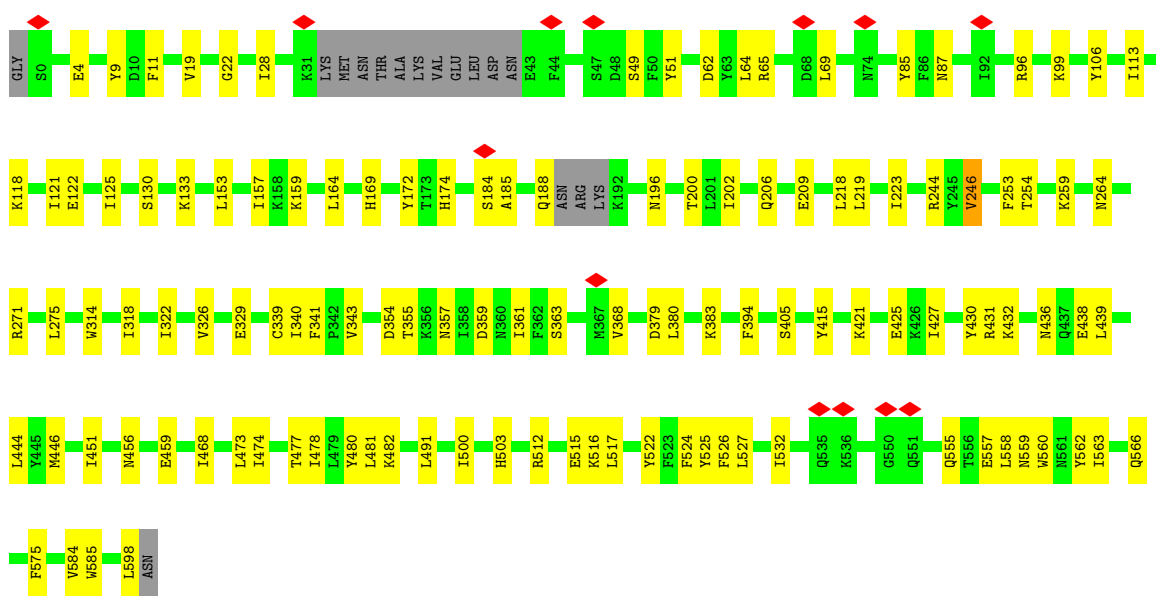 GLY S0 E4 Y9 D10 F11 V19 G22 I28 K31 LYS MET ASN THR ALA LYS VAL GLU LEU ASP ASN E43 F44 S47 D48 S49 F50 Y51 D62 Y63 L64 R65 D68 L69 N74 Y85 F86 N87 I92 R96 K99 Y106 I113
K118 I121 E122 I125 S130 K133 L153 I157 K158 K159 L164 H169 Y172 T173 H174 S184 A185 Q188 ASN ARG LYS K192 N196 T200 L201 I202 Q206 E209 L218 L219 I223 R244 Y245 V246 F253 T254 K259 N264
R271 L275 W314 I318 I322 V326 E329 C339 I340 F341 P342 V343 D354 T355 K356 N357 I358 D359 N360 I361 F362 S363 M367 V368 D379 L380 K383 F394 S405 Y415 K421 E425 K426 I427 Y430 R431 K432 N436 Q437 E438 L439
L444 Y445 M446 I451 N456 E459 I468 L473 I474 T477 I478 L479 Y480 L481 K482 L491 I500 H503 R512 E515 K516 L517 Y522 F523 F524 Y525 F526 L527 I532 Q535 K536 G550 Q551 Q555 T556 E557 L558 N559 W560 N561 Y562 I563 Q566
F575 V584 W585 L598 ASN